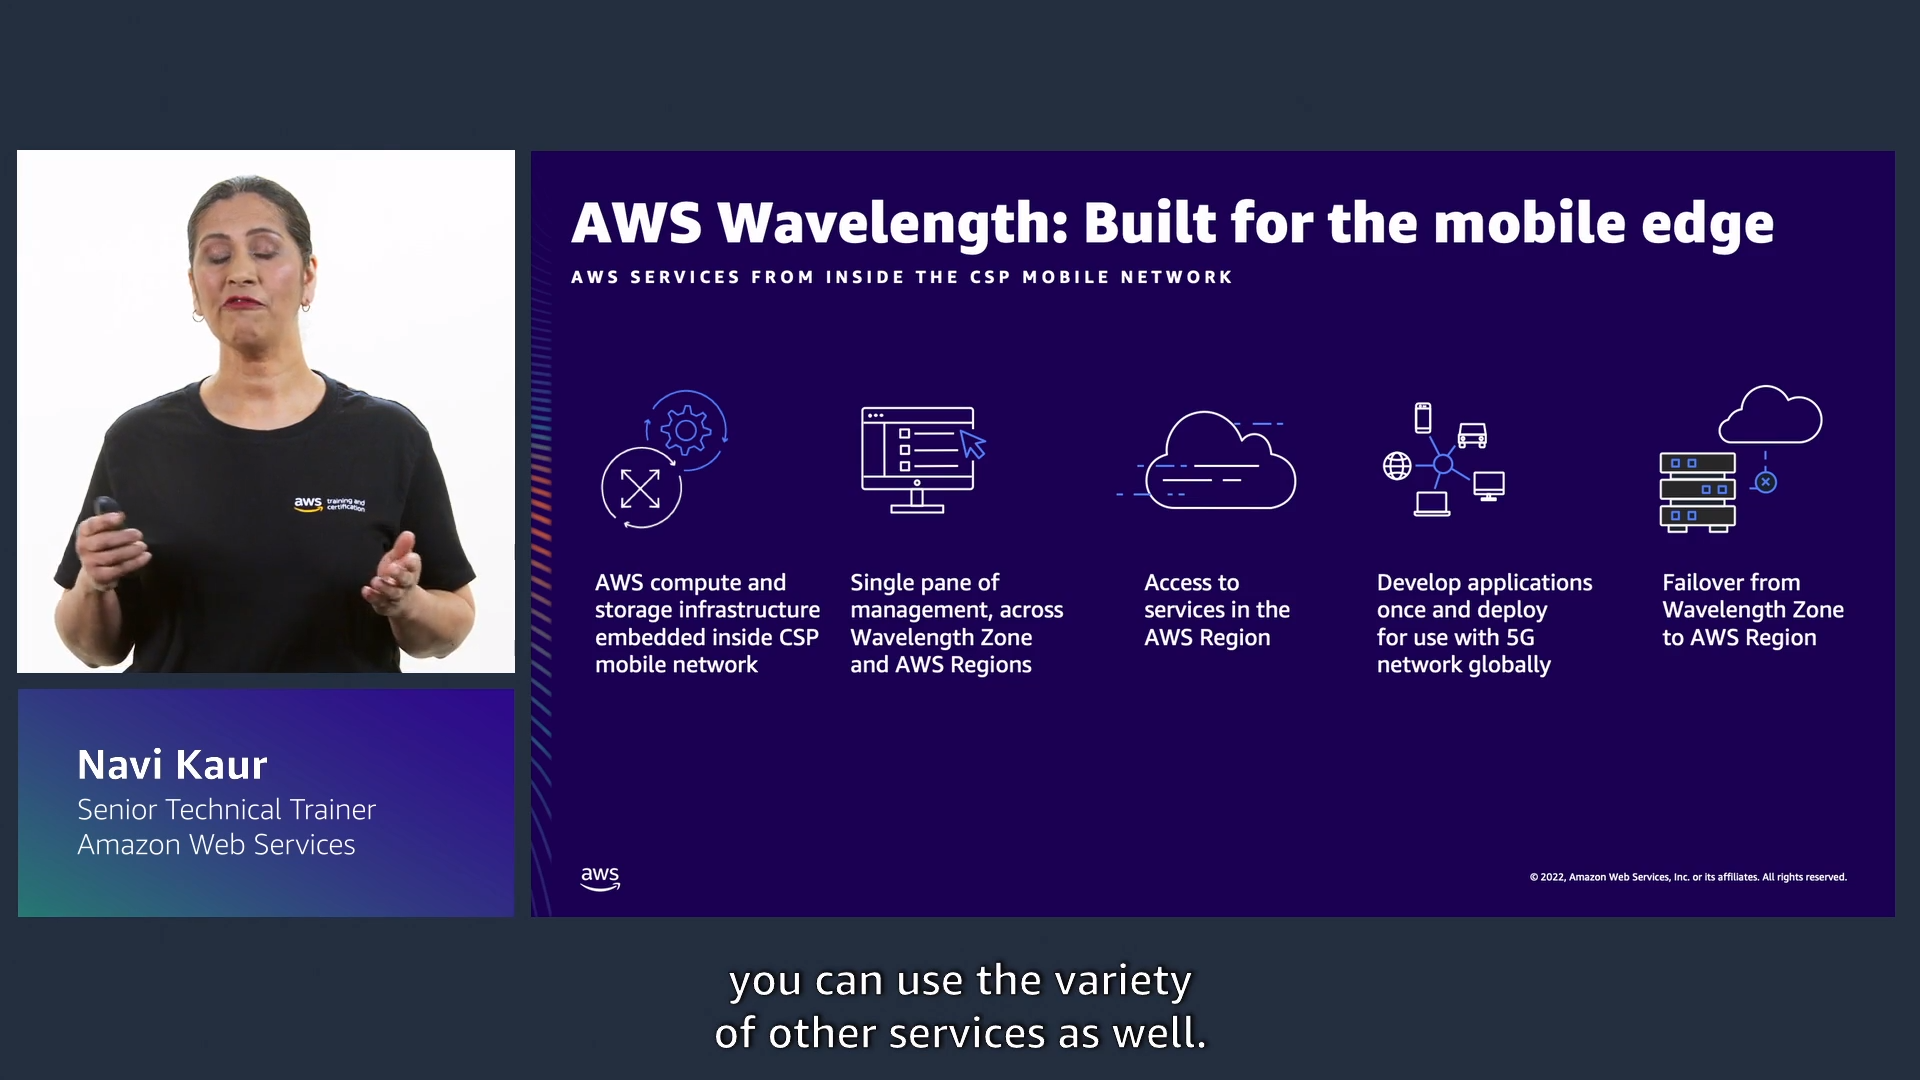 aws training and
certification
Navi Kaur
Senior Technical Trainer
Amazon Web Services
AWS Wavelength: Built for the mobile edge
AWS SERVICES FROM INSIDE THE CSP MOBILE NETWORK
AWS compute and
storage infrastructure
embedded inside CSP
mobile network
Single pane of
management, across
Wavelength Zone
and AWS Regions
Access to
services in the
AWS Region
Develop applications
once and deploy
for use with 5G
network globally
Failover from
Wavelength Zone
to AWS Region
aws
© 2022, Amazon Web Services, Inc. or its affiliates. All rights reserved.
you can use the variety
of other services as well.